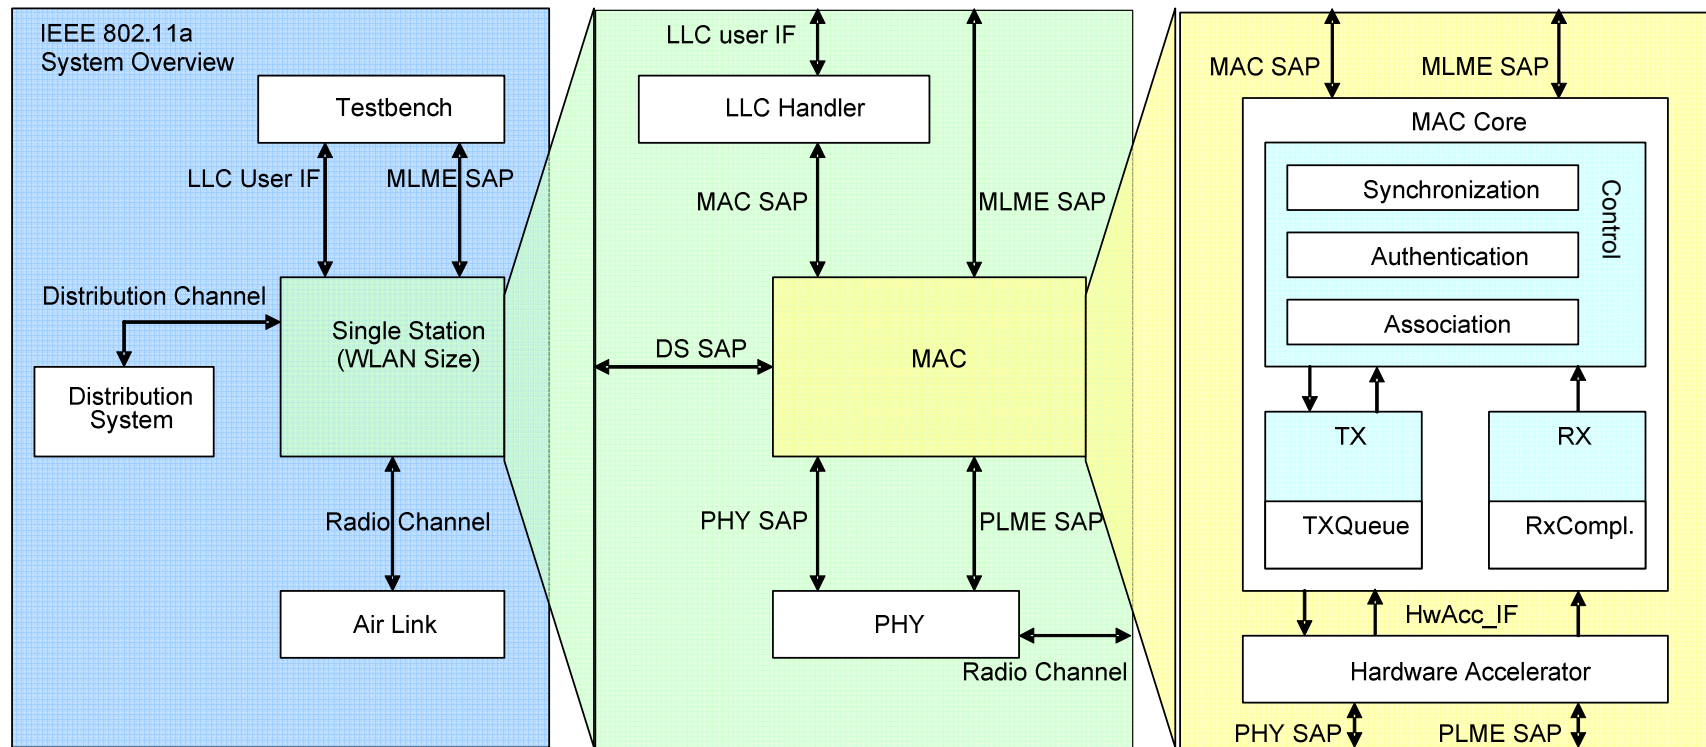 IEEE 802.11a
System Overview
Testbench
LLC User IF
MLME SAP
Distribution Channel
Single Station
(WLAN Size)
Distribution
System
Radio Channel
Air Link
LLC user IF
LLC Handler
MAC SAP
MLME SAP
DS SAP
MAC
PHY SAP
PLME SAP
PHY
Radio Channel
MAC SAP
MLME SAP
MAC Core
Synchronization
Authentication
Association
Control
TX
RX
TXQueue
RxCompl.
HwAcc_IF
Hardware Accelerator
PHY SAP
PLME SAP